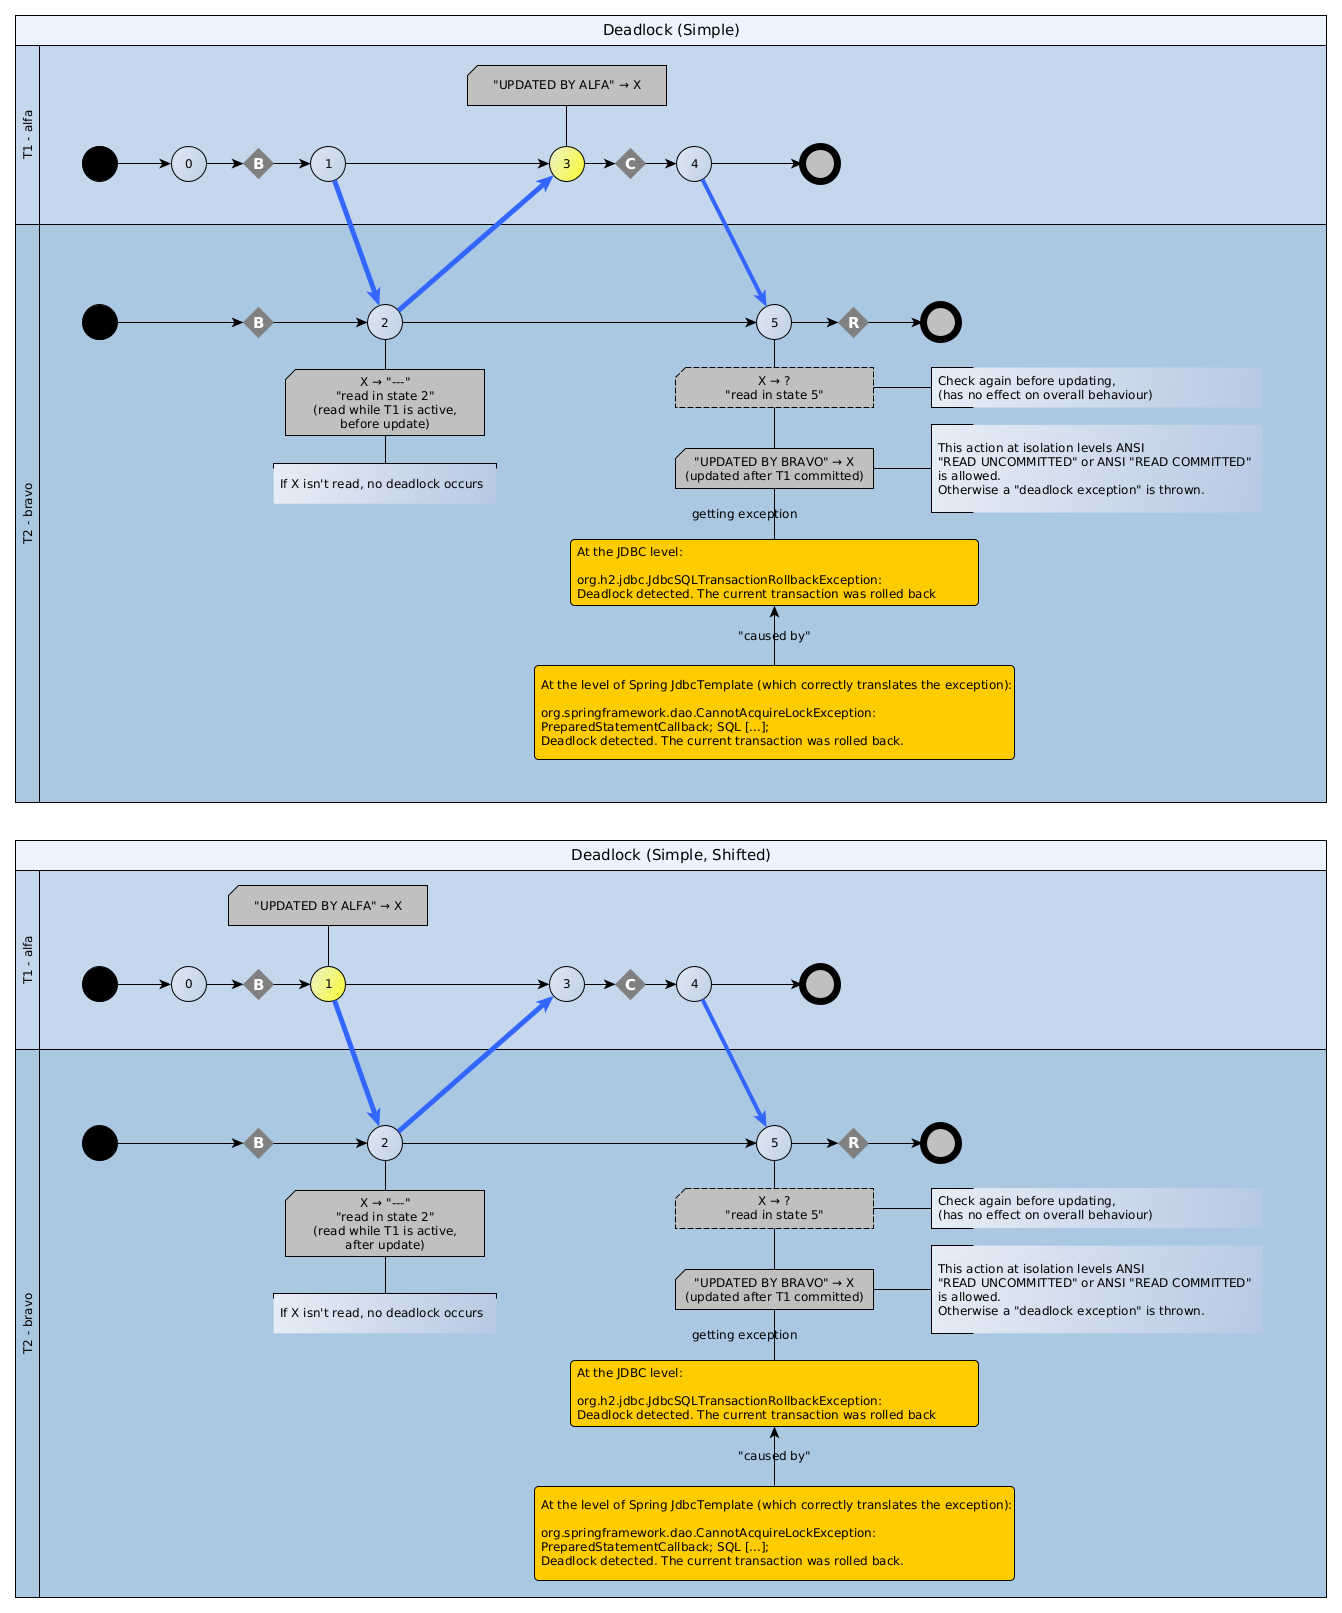 Deadlock (Simple)
T1 - alfa
"UPDATED BY ALFA" → X
0
B
1
3
C
4
T2 - bravo
B
2
5
R
X → "---"
"read in state 2"
(read while T1 is active,
before update)
If X isn't read, no deadlock occurs
X → ?
"read in state 5"
Check again before updating,
(has no effect on overall behaviour)
"UPDATED BY BRAVO" → X
(updated after T1 committed)
This action at isolation levels ANSI
"READ UNCOMMITTED" or ANSI "READ COMMITTED"
is allowed.
Otherwise a "deadlock exception" is thrown.
getting exception
At the JDBC level:
org.h2.jdbc.JdbcSQLTransactionRollbackException:
Deadlock detected. The current transaction was rolled back
"caused by"
At the level of Spring JdbcTemplate (which correctly translates the exception):
org.springframework.dao.CannotAcquireLockException:
PreparedStatementCallback; SQL [...];
Deadlock detected. The current transaction was rolled back.
Deadlock (Simple, Shifted)
T1 - alfa
"UPDATED BY ALFA" → X
0
B
1
3
C
4
T2 - bravo
B
2
5
R
X → "---"
"read in state 2"
(read while T1 is active,
after update)
If X isn't read, no deadlock occurs
X → ?
"read in state 5"
Check again before updating,
(has no effect on overall behaviour)
"UPDATED BY BRAVO" → X
(updated after T1 committed)
This action at isolation levels ANSI
"READ UNCOMMITTED" or ANSI "READ COMMITTED"
is allowed.
Otherwise a "deadlock exception" is thrown.
getting exception
At the JDBC level:
org.h2.jdbc.JdbcSQLTransactionRollbackException:
Deadlock detected. The current transaction was rolled back
"caused by"
At the level of Spring JdbcTemplate (which correctly translates the exception):
org.springframework.dao.CannotAcquireLockException:
PreparedStatementCallback; SQL [...];
Deadlock detected. The current transaction was rolled back.